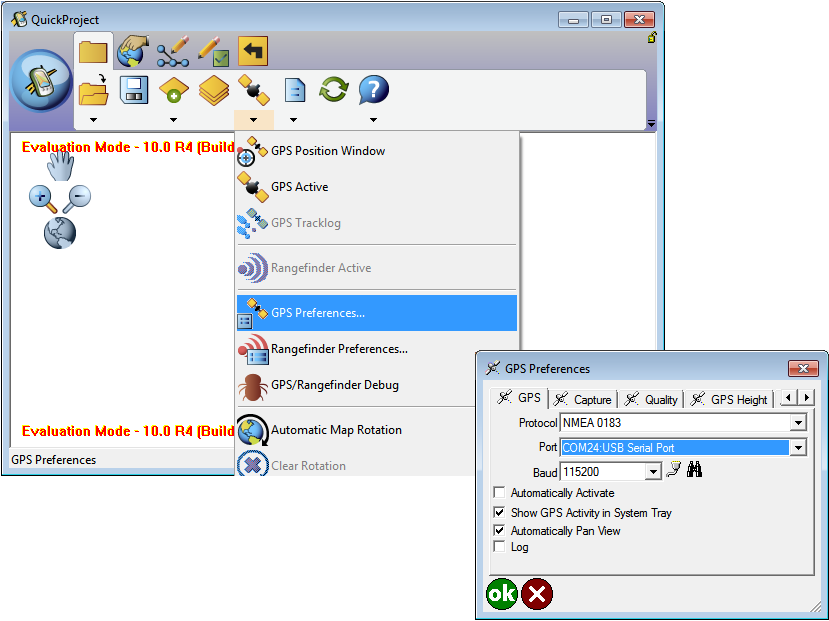 QuickProject
Evaluation Mode - 10.0 R4 (Build
GPS Position Window
GPS Active
GPS Tracklog
Rangefinder Active
GPS Preferences...
Rangefinder Preferences...
GPS/Rangefinder Debug
Automatic Map Rotation
Clear Rotation
Evaluation Mode - 10.0 R4 (Build
GPS Preferences
GPS Preferences
GPS Capture Quality GPS Height
Protocol NMEA 0183
Port COM24:USB Serial Port
Baud 115200
Automatically Activate
Show GPS Activity in System Tray
Automatically Pan View
Log
ok